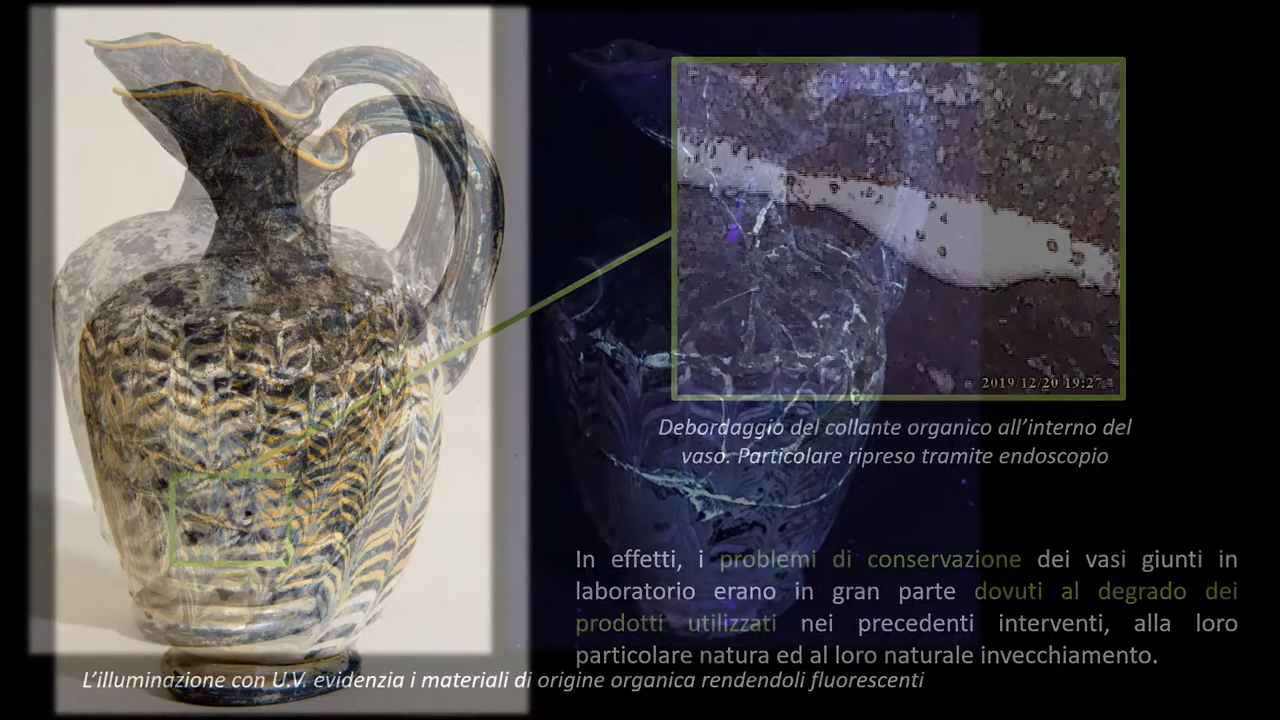 2019/12/20 19:27
Debordaggio del collante organico all’interno del
vaso. Particolare ripreso tramite endoscopio
In effetti, i problemi di conservazione dei vasi giunti in
laboratorio erano in gran parte dovuti al degrado dei
prodotti utilizzati nei precedenti interventi, alla loro
particolare natura ed al loro naturale invecchiamento.
L’illuminazione con U.V. evidenzia i materiali di origine organica rendendoli fluorescenti